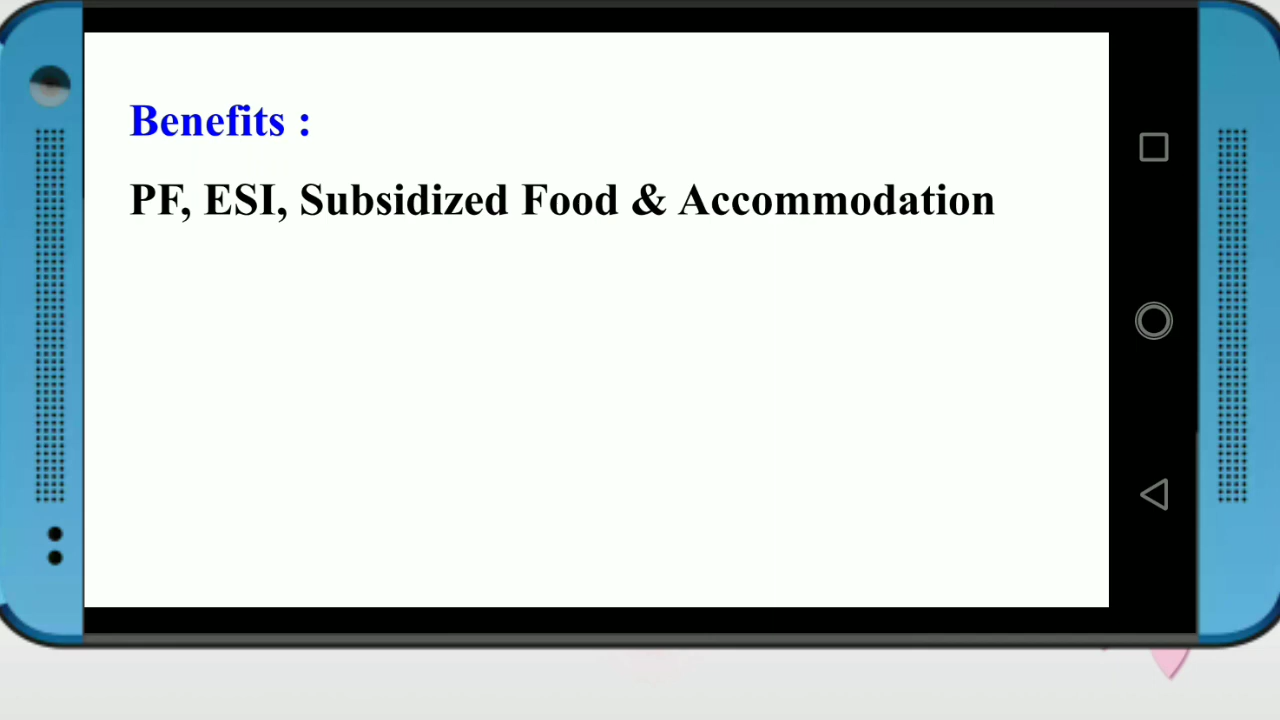 Benefits :
PF, ESI, Subsidized Food & Accommodation